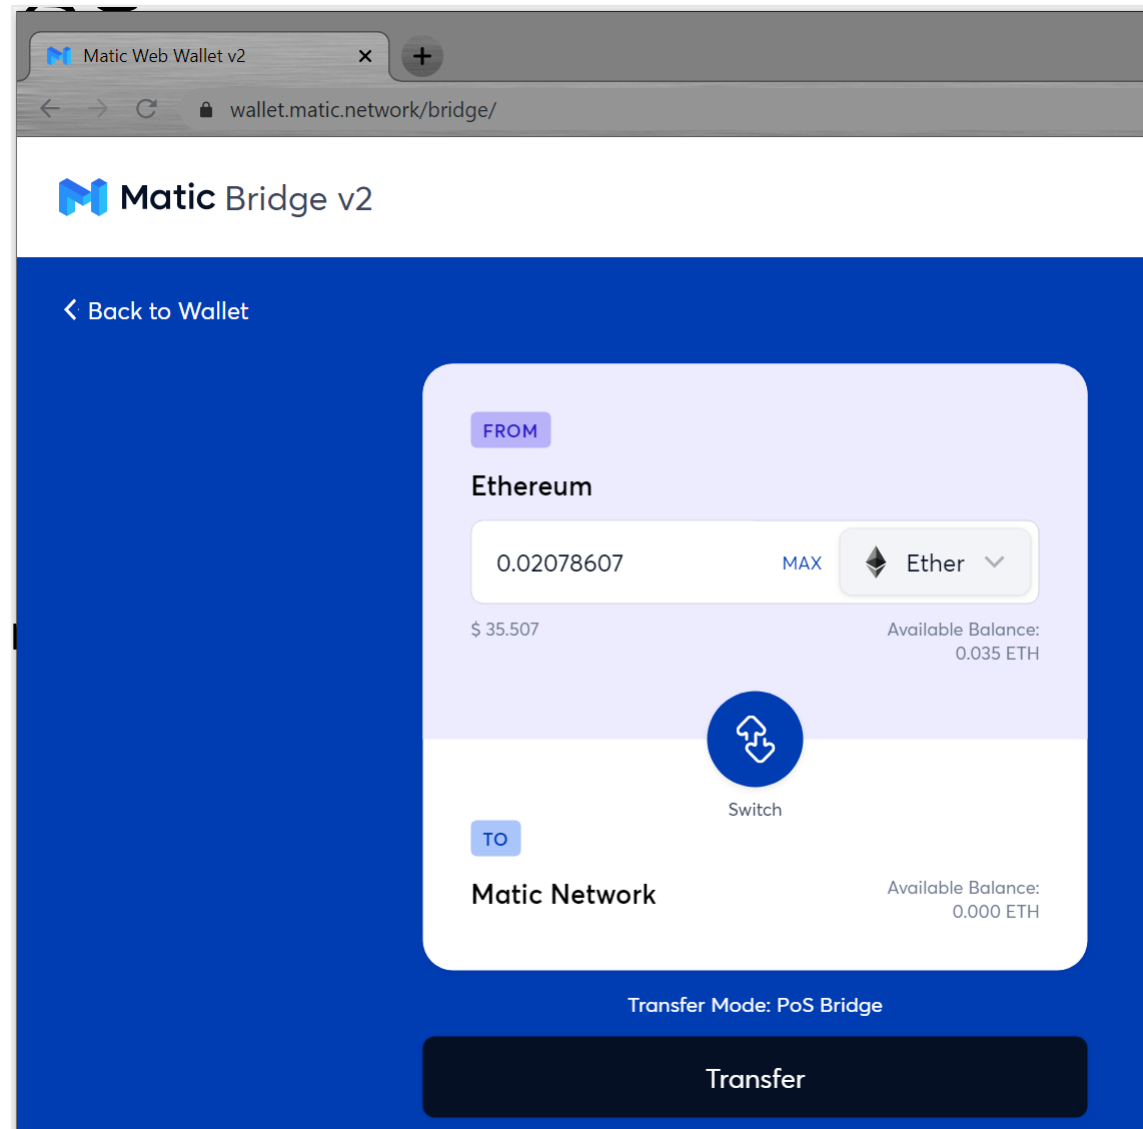 Matic Web Wallet v2
wallet.matic.network/bridge/
Matic Bridge v2
Back to Wallet
FROM
Ethereum
0.02078607 MAX Ether
$ 35.507 Available Balance:
0.035 ETH
Switch
TO
Matic Network Available Balance:
0.000 ETH
Transfer Mode: PoS Bridge
Transfer